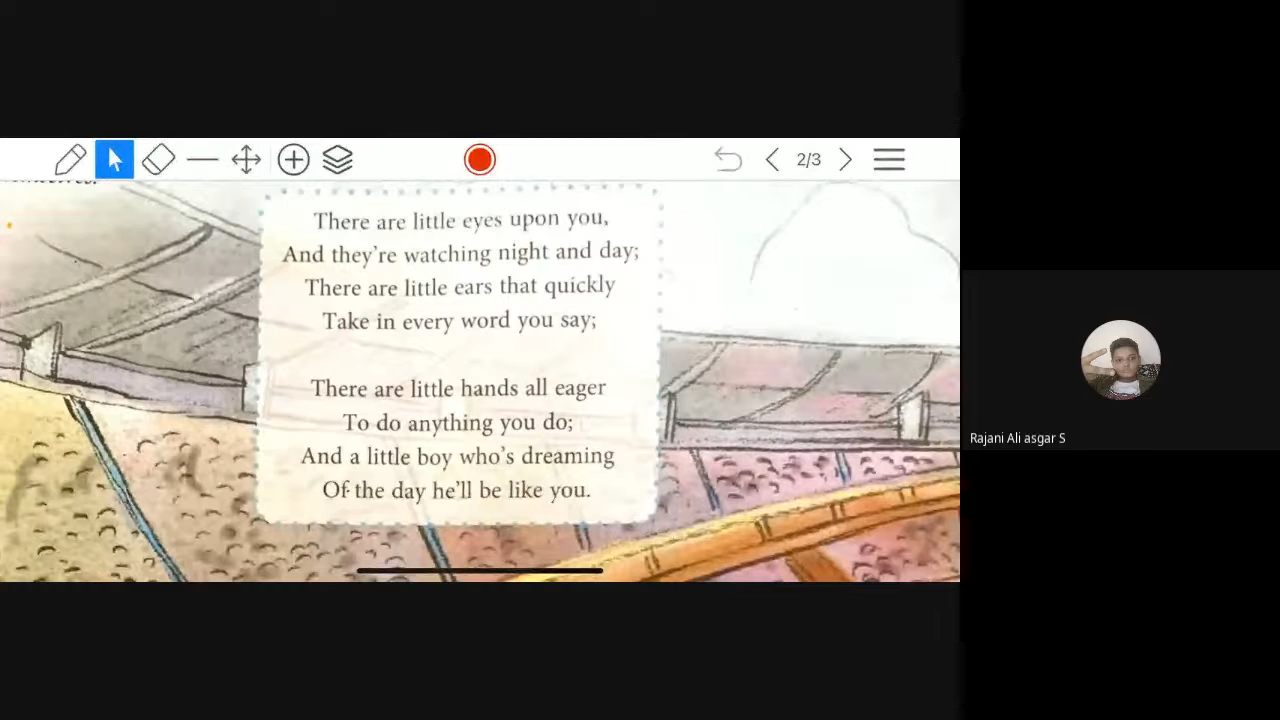 2/3
There are little eyes upon you,
And they're watching night and day;
There are little ears that quickly
Take in every word you say;
There are little hands all eager
To do anything you do;
And a little boy who's dreaming
Of the day he'll be like you.
Rajani Ali asgar S